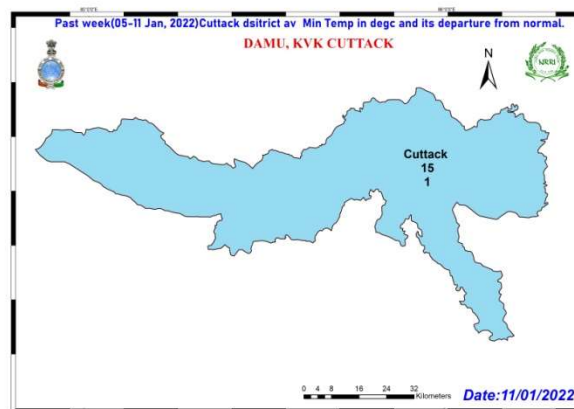 Past week(05-11 Jan, 2022)Cuttack dsitrict av Min Temp in degc and its departure from normal.
DAMU, KVK CUTTACK
N
NRRI
Cuttack
15
1
0 4 8 16 24 32
Kilometers
Date:11/01/2022